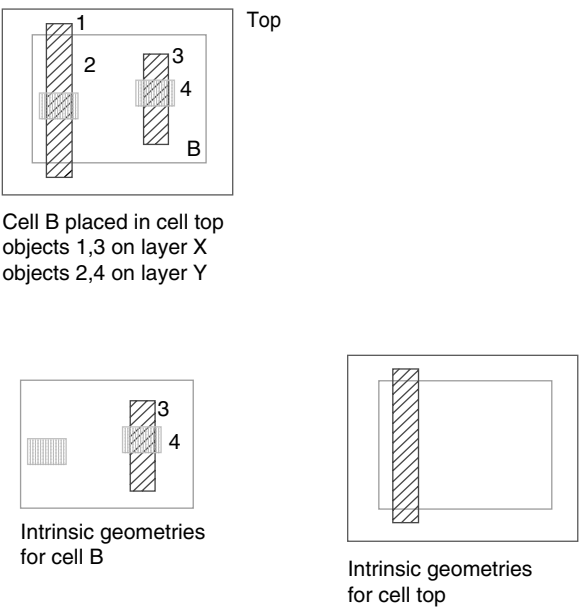 1
Top
2
3
4
B
Cell B placed in cell top
objects 1,3 on layer X
objects 2,4 on layer Y
3
4
Intrinsic geometries
for cell B
Intrinsic geometries
for cell top